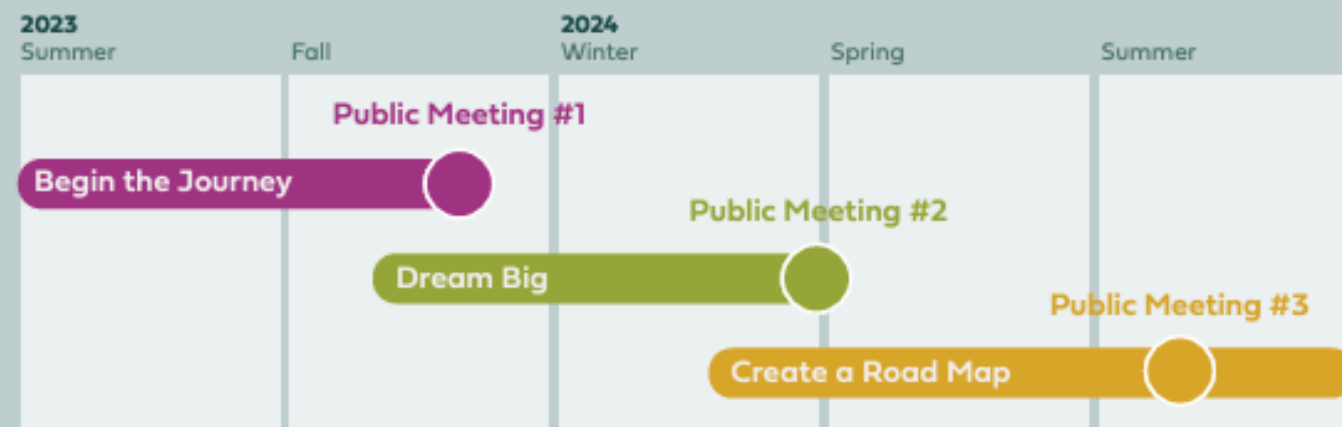 2023 2024
Summer Fall Winter Spring Summer
Public Meeting #1
Begin the Journey
Public Meeting #2
Dream Big
Public Meeting #3
Create a Road Map